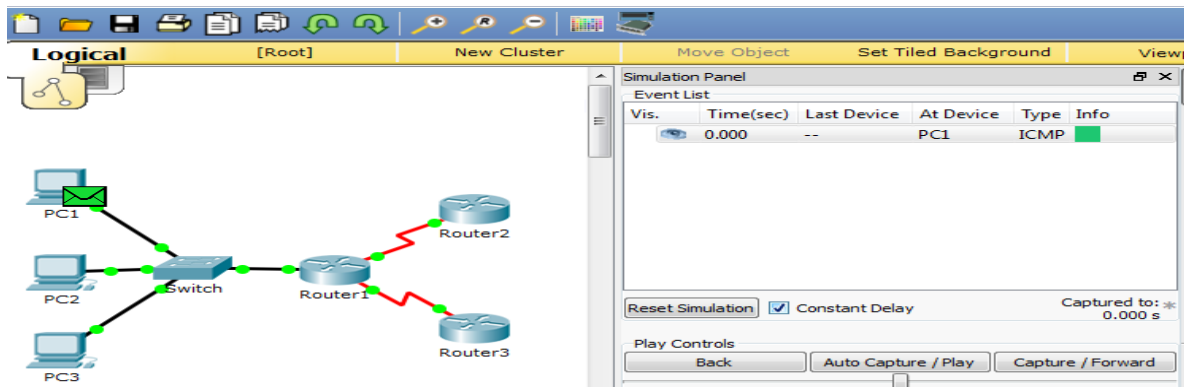 Logical [Root] New Cluster Move Object Set Tiled Background View
Simulation Panel
Event List
Vis. Time(sec) Last Device At Device Type Info
0.000 -- PC1 ICMP
PC1
Router2
PC2
Switch
Router1
Router3
PC3
Reset Simulation Constant Delay Captured to: *
0.000 s
Play Controls
Back Auto Capture / Play Capture / Forward